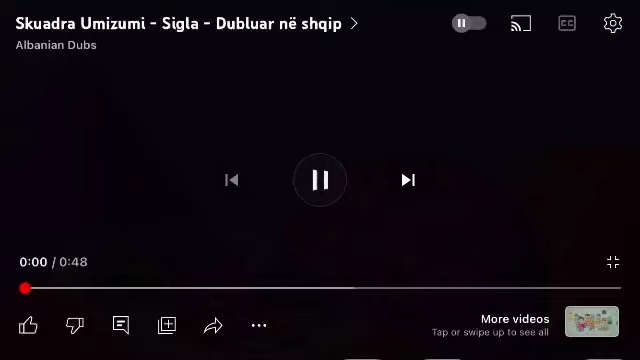 Skuadra Umizumi - Sigla - Dubluar në shqip
Albanian Dubs
CC
0:00 / 0:48
More videos
Tap or swipe up to see all